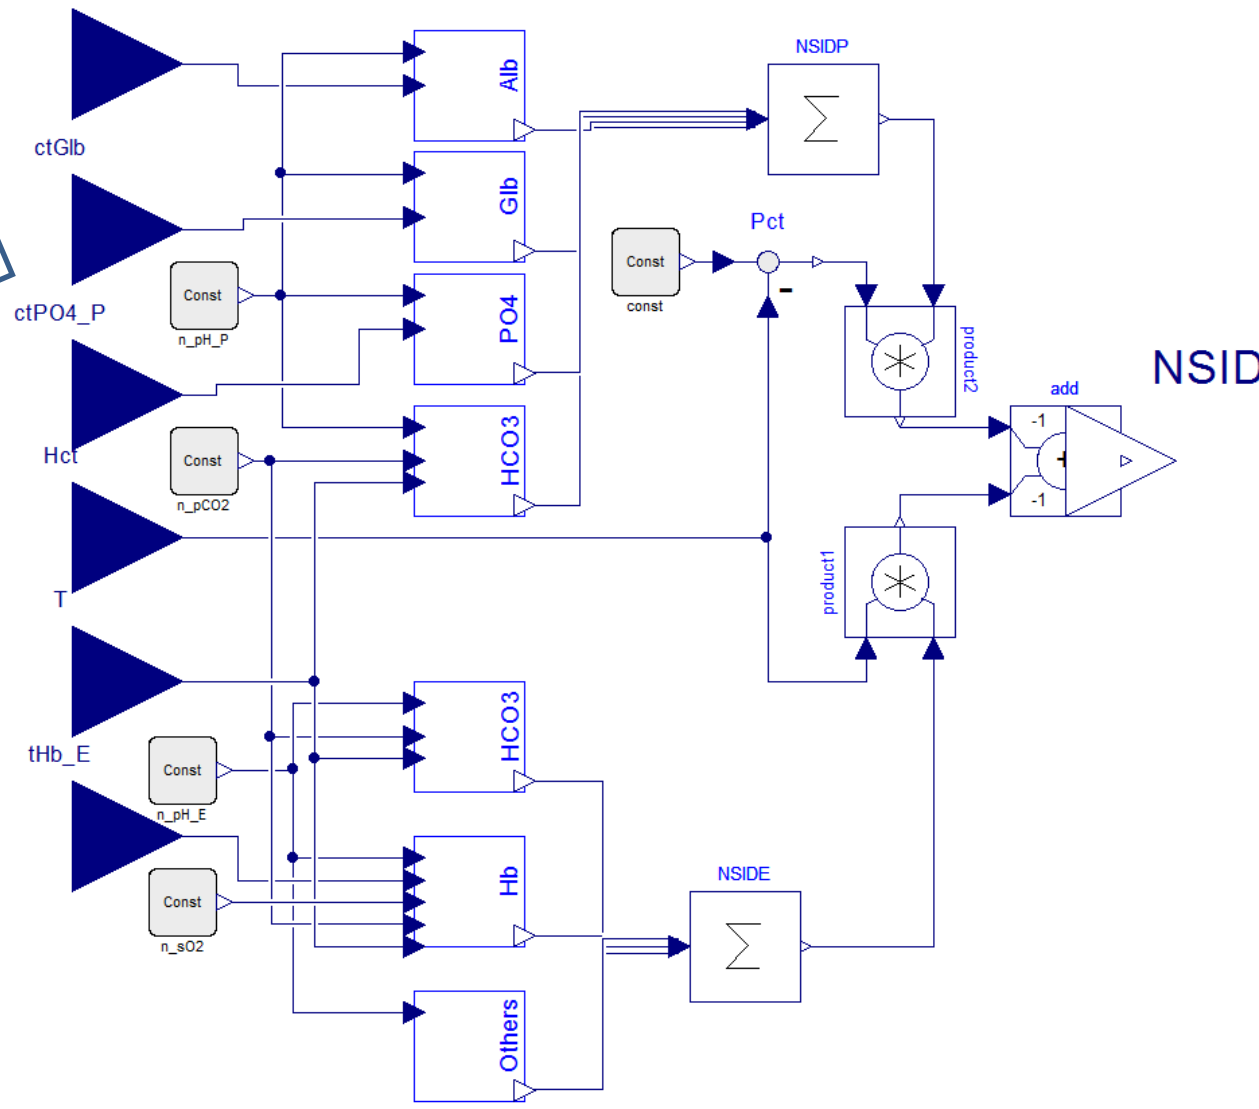 ctGlb
ctPO4_P
Hct
T
tHb_E
Const
n_pH_P
Const
n_pCO2
Const
n_pH_E
Const
n_sO2
Alb
Glb
PO4
HCO3
HCO3
Hb
Others
NSIDP
Σ
Pct
Const
const
-
product2
*
add
-1
+
-1
NSID
product1
*
NSIDE
Σ